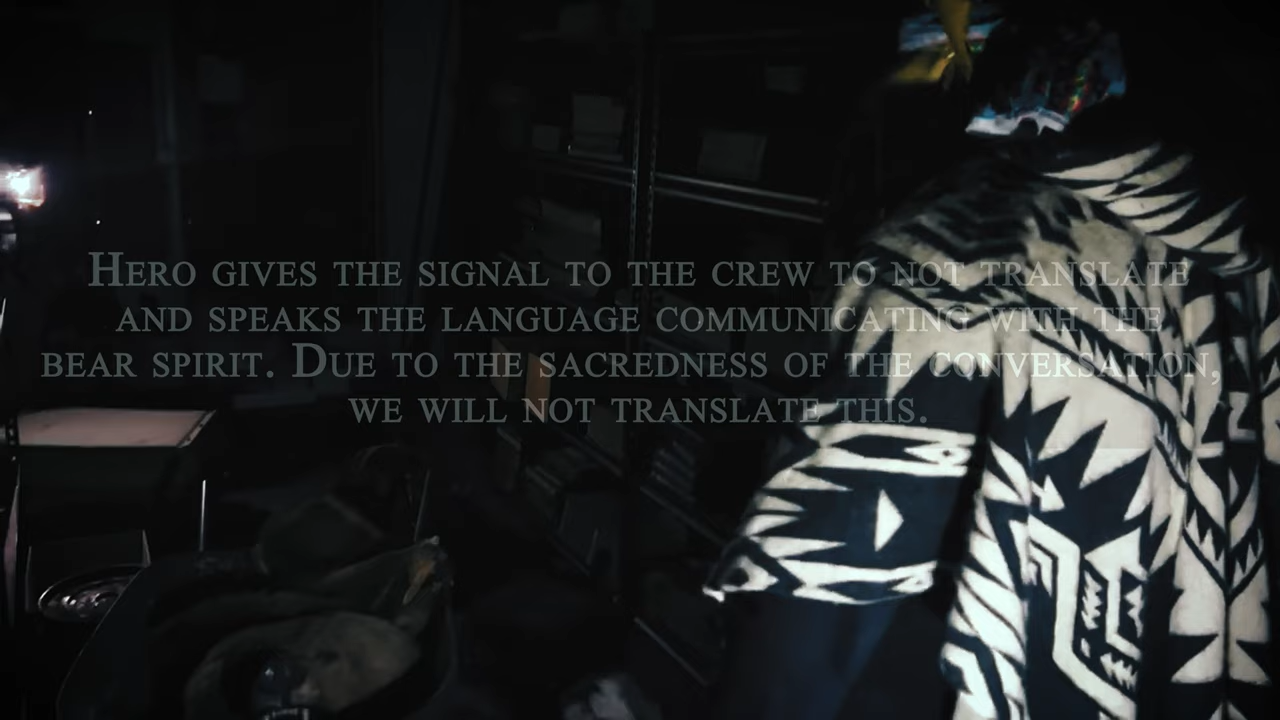 Hero gives the signal to the crew to not translate
and speaks the language communicating with the
bear spirit. Due to the sacredness of the conversation,
we will not translate this.